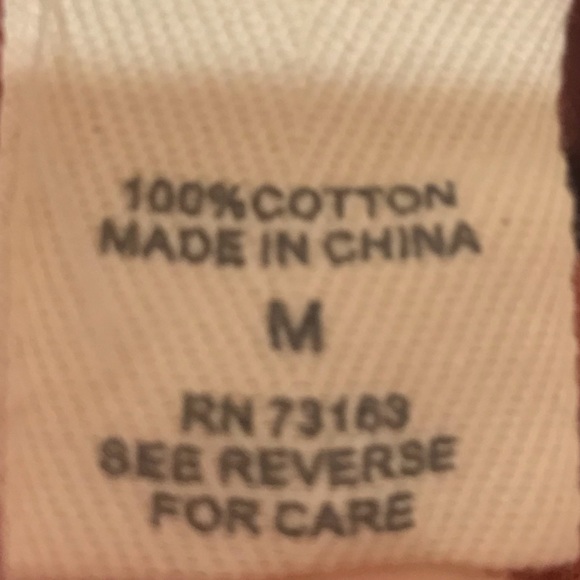 100%COTTON
MADE IN CHINA
M
RN 73163
SEE REVERSE
FOR CARE